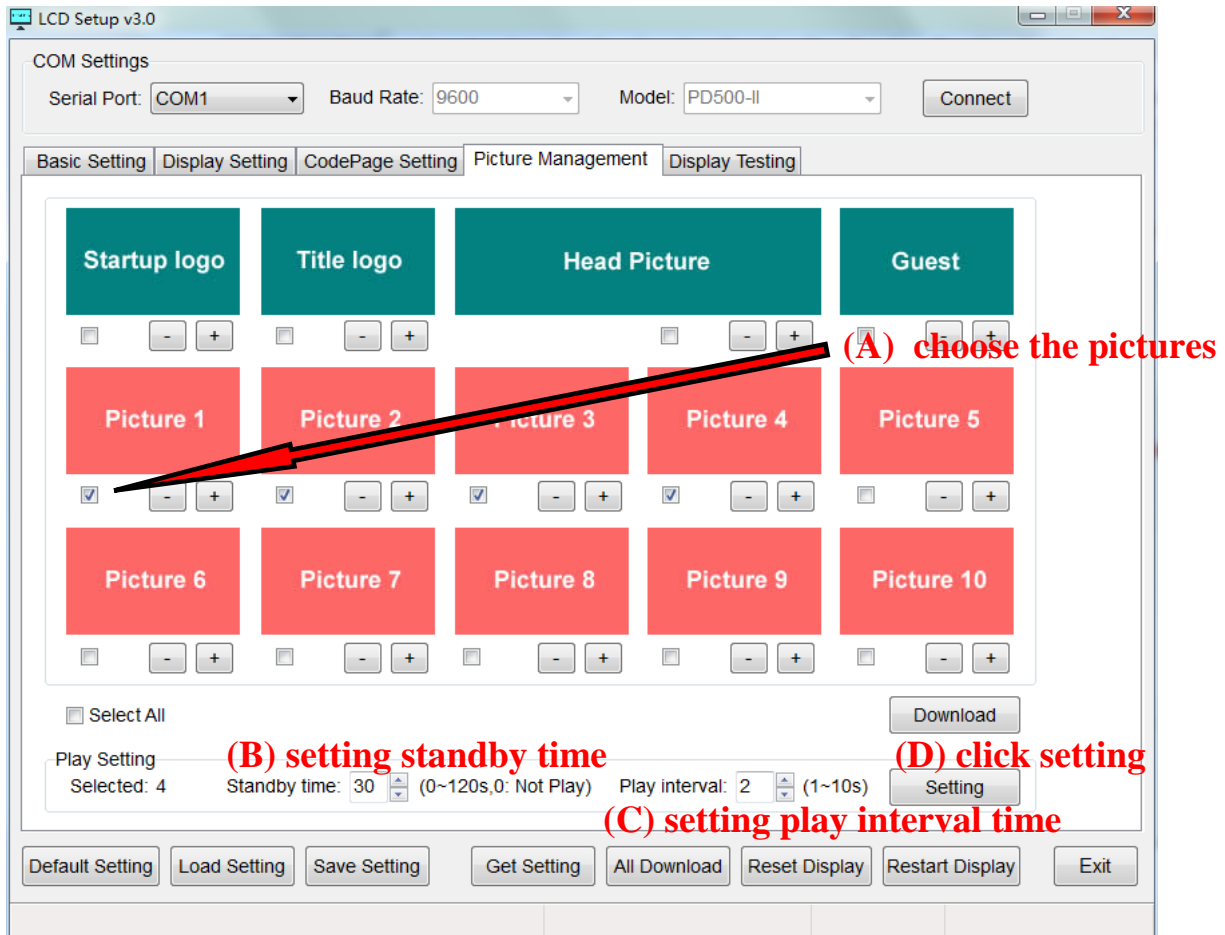 LCD Setup v3.0
COM Settings
Serial Port: COM1 Baud Rate: 9600 Model: PD500-II Connect
Basic Setting Display Setting CodePage Setting Picture Management Display Testing
Startup logo Title logo Head Picture Guest
- + - + - + - +
(A) choose the pictures
Picture 1 Picture 2 Picture 3 Picture 4 Picture 5
- + - + - + - + - +
Picture 6 Picture 7 Picture 8 Picture 9 Picture 10
- + - + - + - + - +
Select All Download
(B) setting standby time (D) click setting
Play Setting
Selected: 4 Standby time: 30 (0~120s,0: Not Play) Play interval: 2 (1~10s) Setting
(C) setting play interval time
Default Setting Load Setting Save Setting Get Setting All Download Reset Display Restart Display Exit